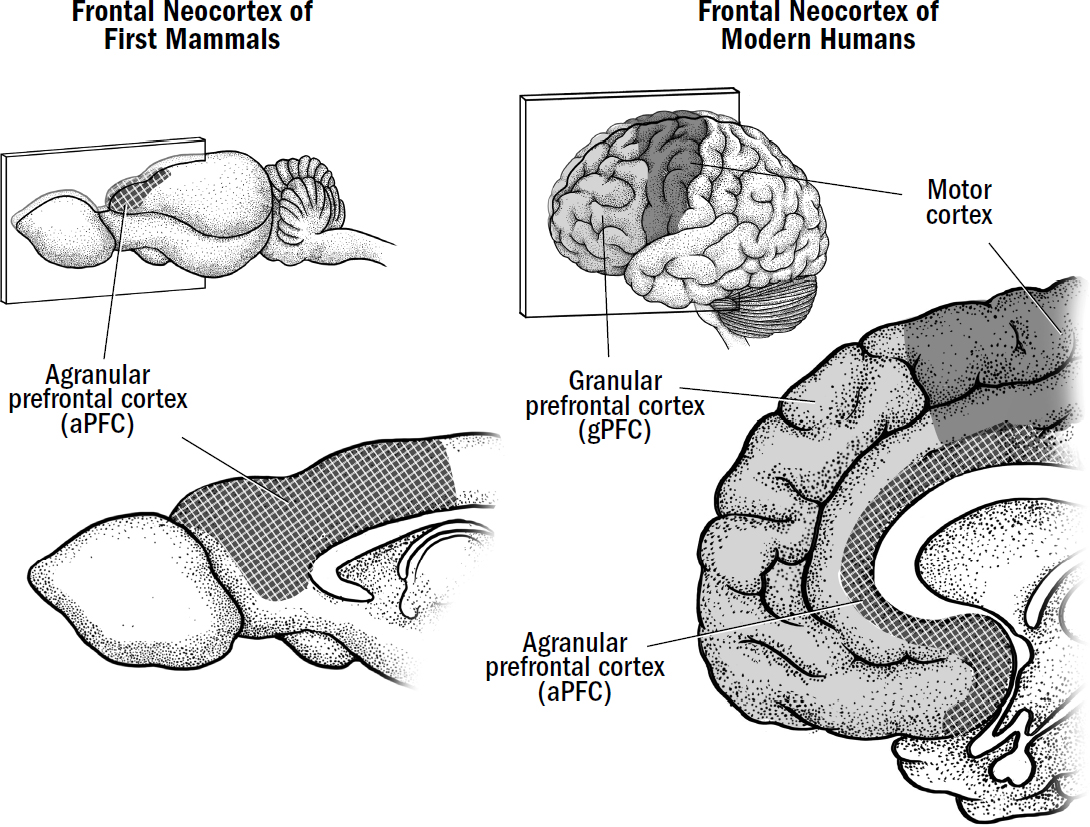 Frontal Neocortex of
First Mammals
Frontal Neocortex of
Modern Humans
Motor
cortex
Agranular
prefrontal cortex
(aPFC)
Granular
prefrontal cortex
(gPFC)
Agranular
prefrontal cortex
(aPFC)